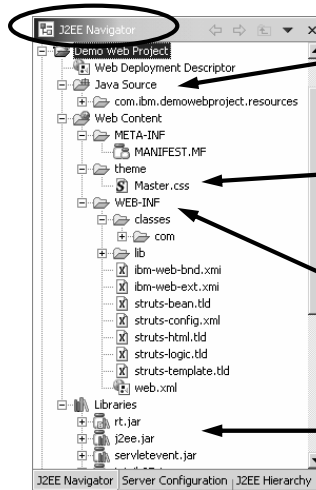 J2EE Navigator
Demo Web Project
Web Deployment Descriptor
Java Source
com.ibm.demowebproject.resources
Web Content
META-INF
MANIFEST.MF
theme
Master.css
WEB-INF
classes
com
lib
ibm-web-bnd.xmi
ibm-web-ext.xmi
struts-bean.tld
struts-config.xml
struts-html.tld
struts-logic.tld
struts-template.tld
web.xml
Libraries
rt.jar
j2ee.jar
servletevent.jar
J2EE Navigator Server Configuration J2EE Hierarchy